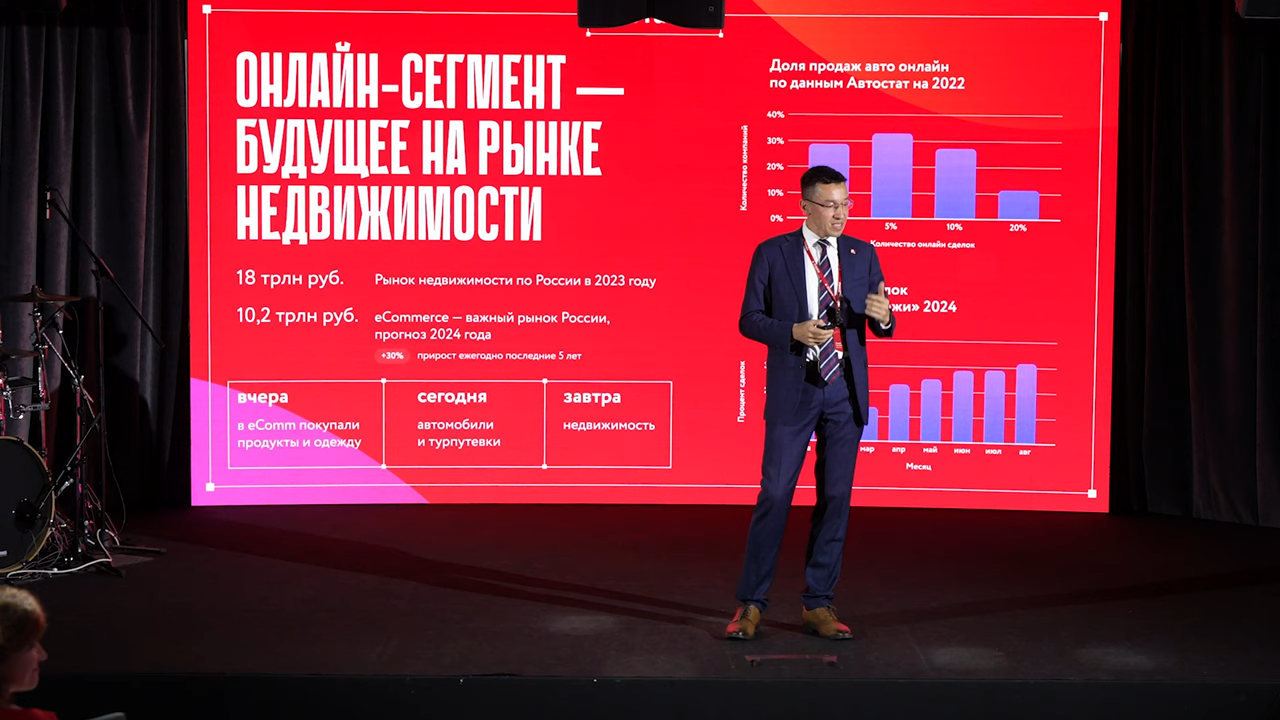 ОНЛАЙН-СЕГМЕНТ —
БУДУЩЕЕ НА РЫНКЕ
НЕДВИЖИМОСТИ
18 трлн руб.
Рынок недвижимости по России в 2023 году
10,2 трлн руб.
eCommerce — важный рынок России,
прогноз 2024 года
+30%
прирост ежегодно последние 5 лет
вчера
в eComm покупали
продукты и одежду
сегодня
автомобили
и турпутевки
завтра
недвижимость
Доля продаж авто онлайн
по данным Автостат на 2022
Количество компаний
40%
30%
20%
10%
0%
5%
10%
20%
Количество онлайн сделок
2024
Процент сделок
мар
апр
май
июн
июл
авг
Месяц